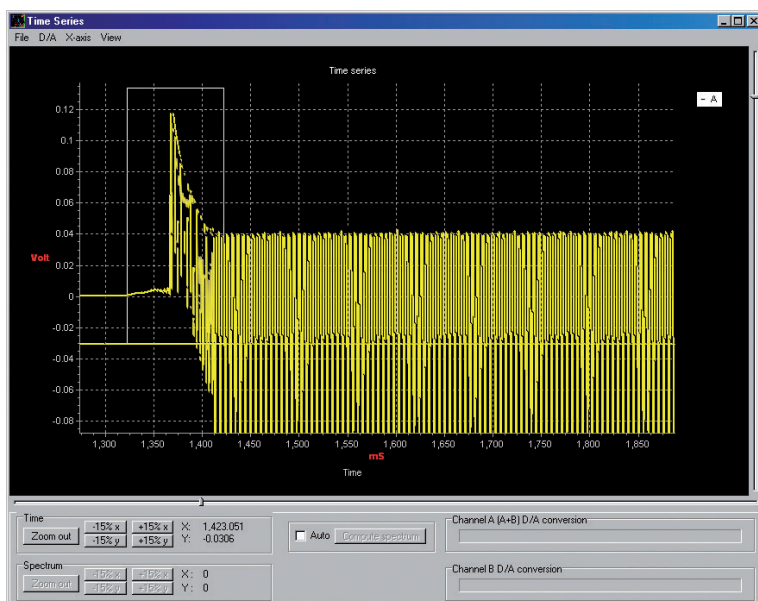 Time Series
File D/A X-axis View
Time series
- A
0.12
0.1
0.08
0.06
0.04
Volt
0.02
0
-0.02
-0.04
-0.06
-0.08
1,300 1,350 1,400 1,450 1,500 1,550 1,600 1,650 1,700 1,750 1,800 1,850
mS
Time
Time
Zoom out -15% x +15% x X: 1,423.051
-15% y +15% y Y: -0.0306
Auto Compute spectrum
Channel A (A+B) D/A conversion
Spectrum
Zoom out -15% x +15% x X: 0
-15% y +15% y Y: 0
Channel B D/A conversion